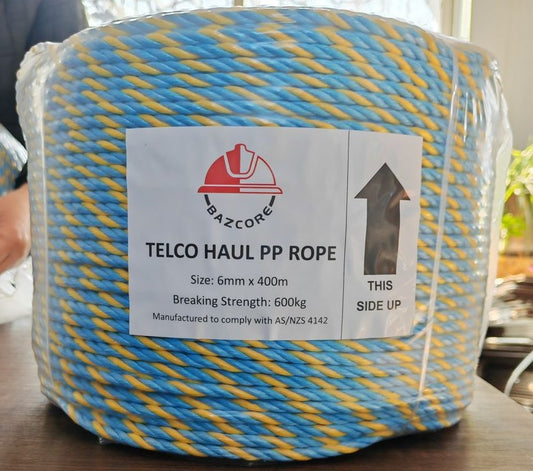 BAZCORE
TELCO HAUL PP ROPE
Size: 6mm x 400m
Breaking Strength: 600kg
Manufactured to comply with AS/NZS 4142
THIS
SIDE UP